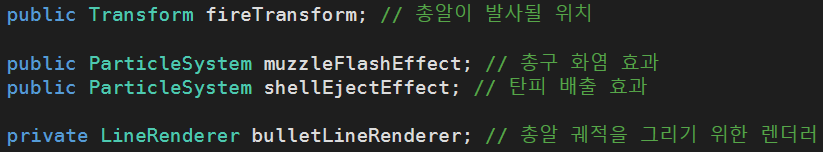 public Transform fireTransform; // 총알이 발사될 위치
public ParticleSystem muzzleFlashEffect; // 총구 화염 효과
public ParticleSystem shellEjectEffect; // 탄피 배출 효과
private LineRenderer bulletLineRenderer; // 총알 궤적을 그리기 위한 렌더러